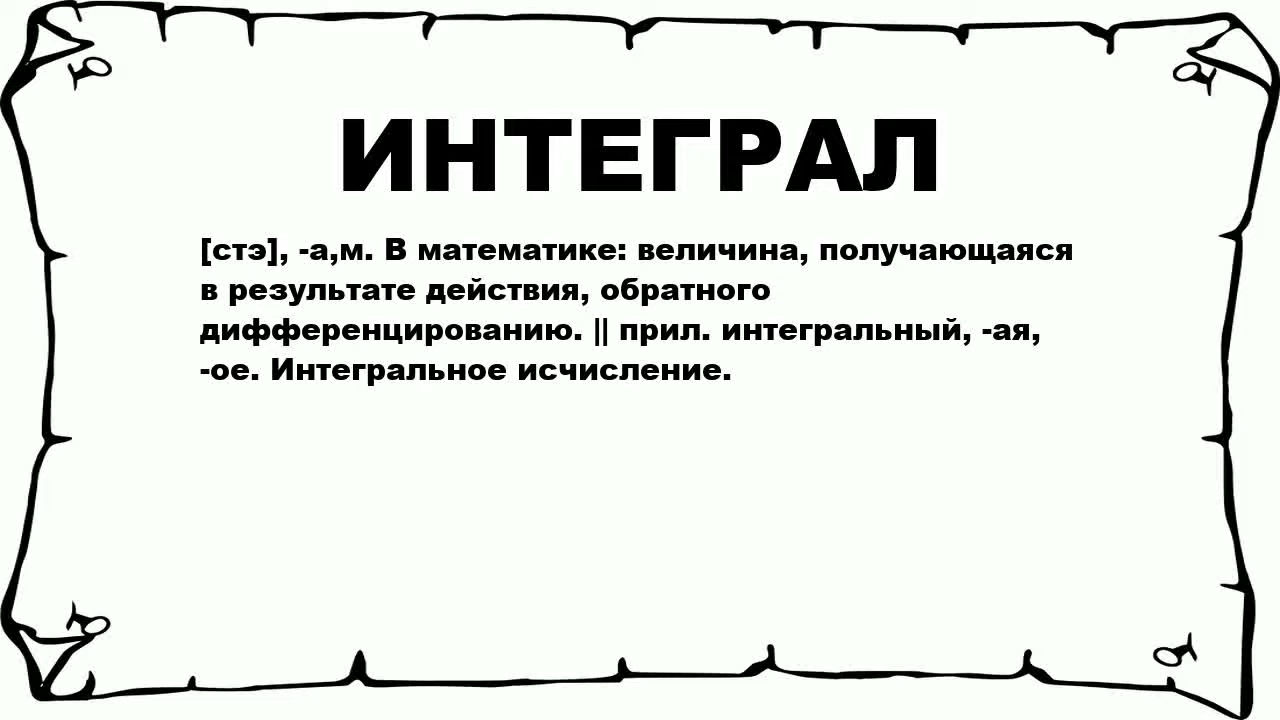 ИНТЕГРАЛ
[стэ], -а,м. В математике: величина, получающаяся
в результате действия, обратного
дифференцированию. || прил. интегральный, -ая,
-ое. Интегральное исчисление.